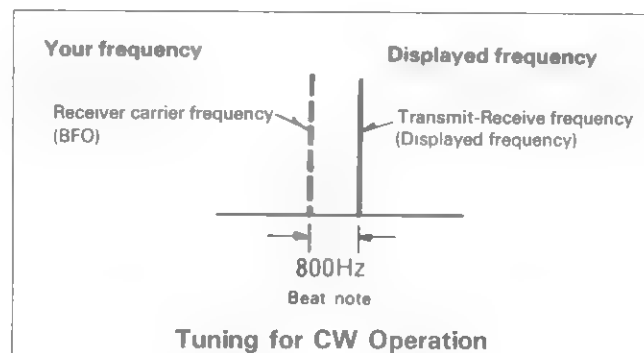 Your frequency
Displayed frequency
Receiver carrier frequency
(BFO)
Transmit-Receive frequency
(Displayed frequency)
800Hz
Beat note
Tuning for CW Operation